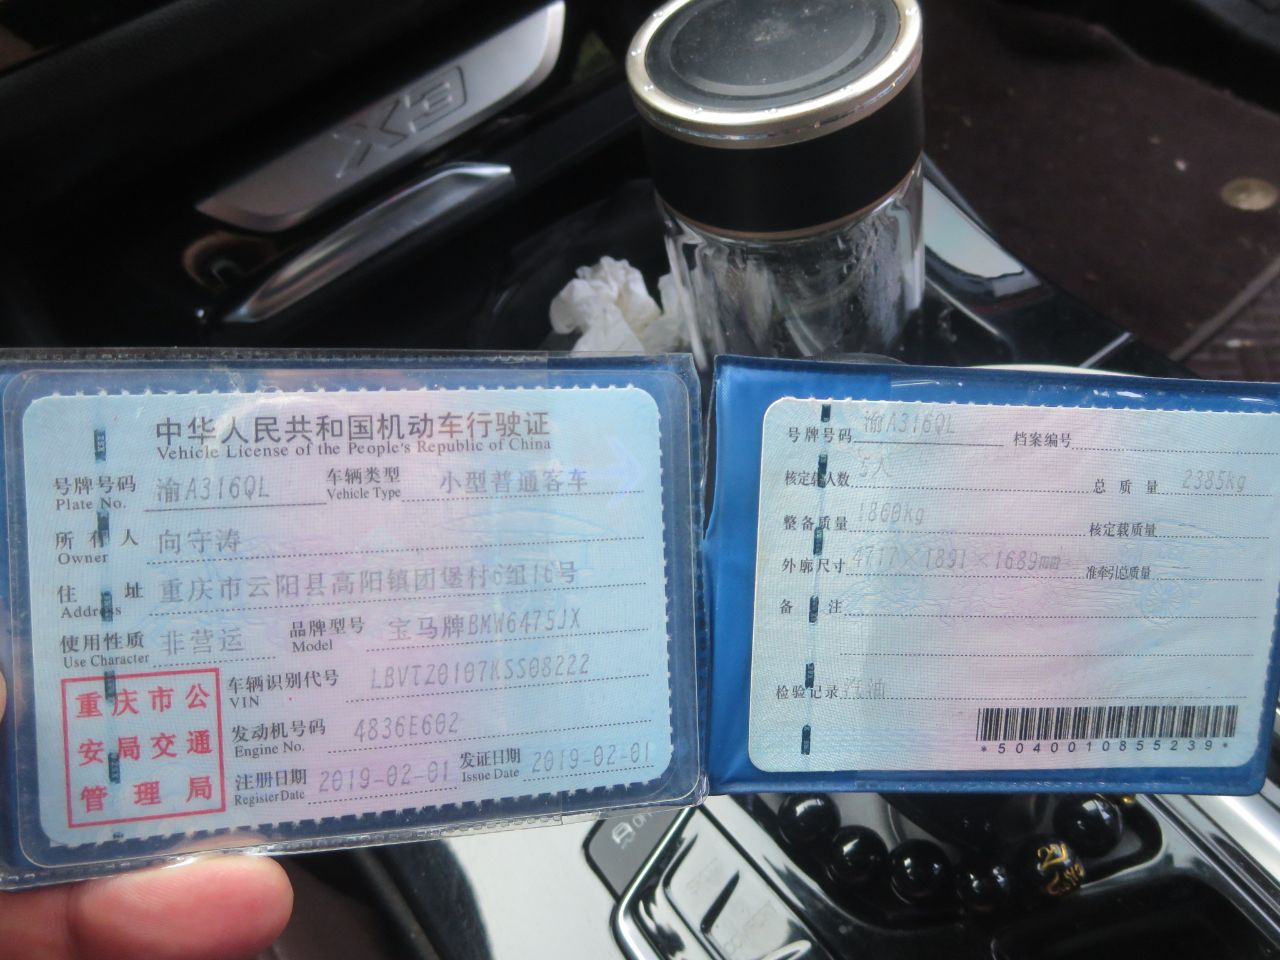 X3
中华人民共和国机动车行驶证
Vehicle License of the People's Republic of China
号牌号码 渝A316QL 车辆类型 小型普通客车
Plate No. Vehicle Type
所有人 向守涛
Owner
住址 重庆市云阳县高阳镇团堡村6组16号
Address
使用性质 非营运 品牌型号 宝马牌BMW6475JX
Use Character Model
车辆识别代号 LBVTZ0107KSS08222
VIN
发动机号码 4836E602
Engine No.
注册日期 2019-02-01 发证日期 2019-02-01
Register Date Issue Date
重庆市公
安局交通
管理局
号牌号码 渝A316QL 档案编号
核定载人数 5人 总质量 2385kg
整备质量 1860kg 核定载质量
外廓尺寸 4717×1891×1689mm 准牵引总质量
备注
检验记录 汽油
*5040010855239*